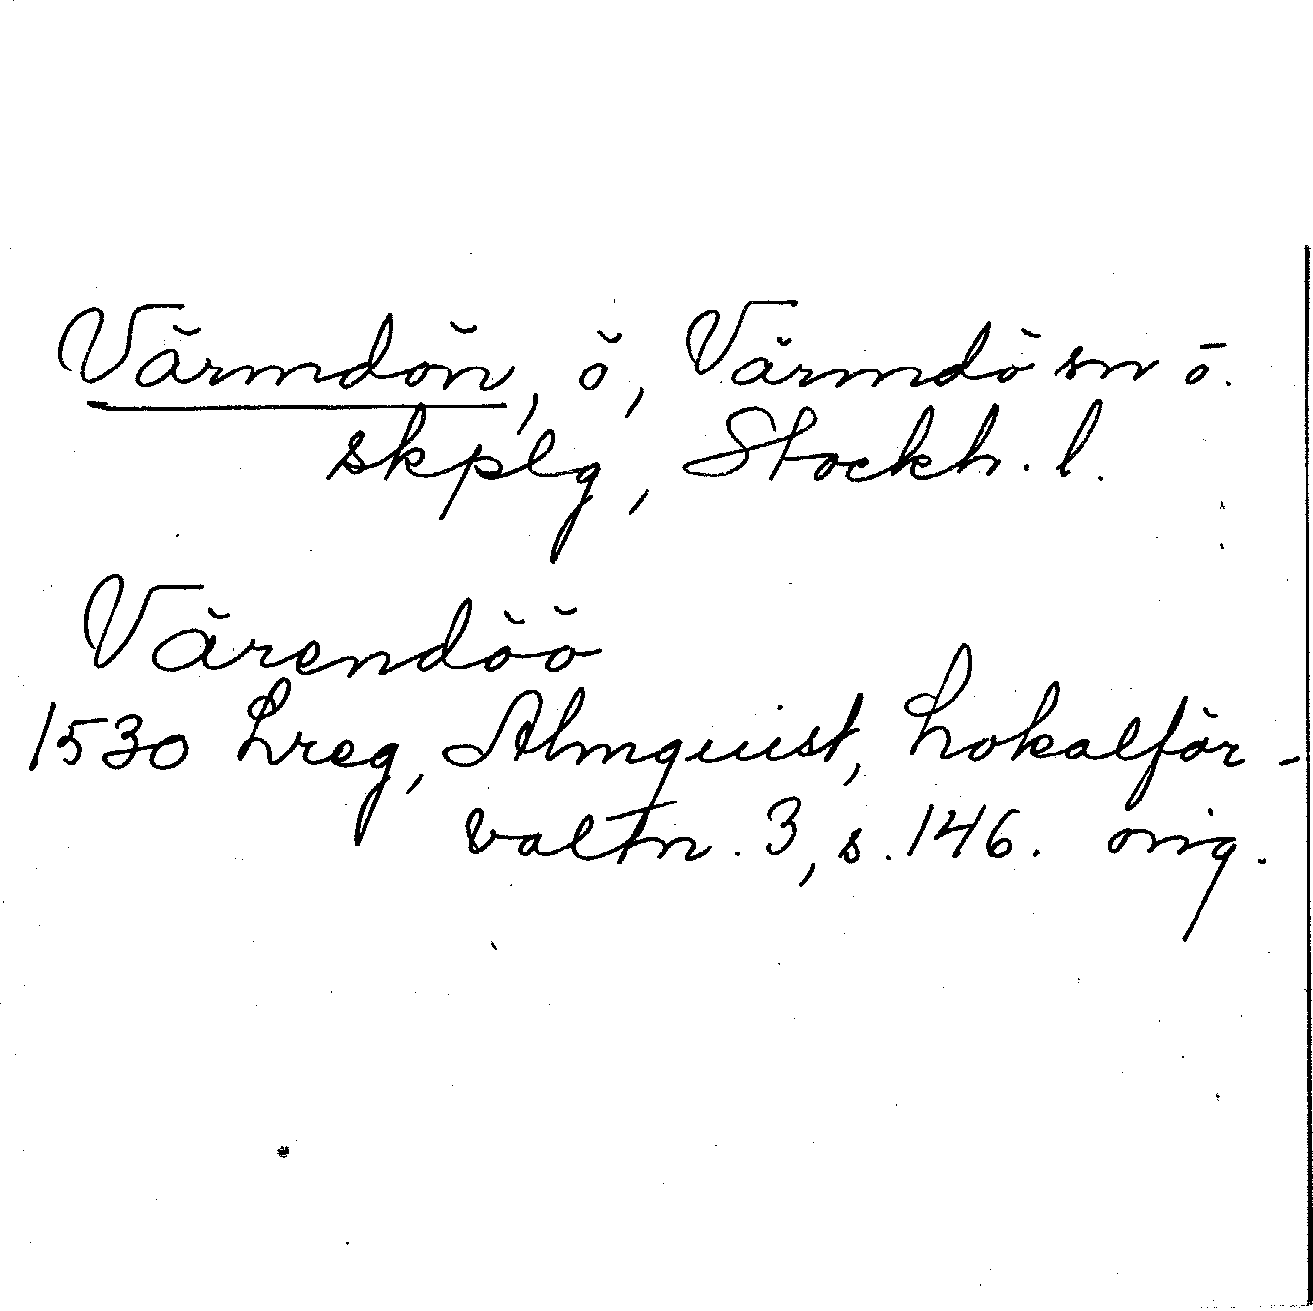 Värmdön, ö, Värmdö sn ö.
skplg, Stockh. l.
Värendöö
1530 Lreg, Almquist, Lokalför-
valtn. 3, s. 146. orig.